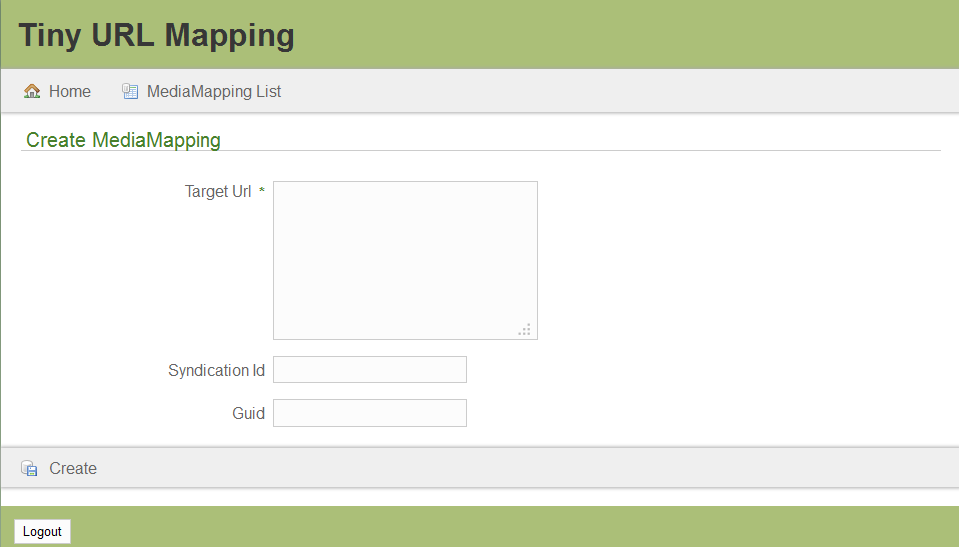 Tiny URL Mapping
Home MediaMapping List
Create MediaMapping
Target Url *
Syndication Id
Guid
Create
Logout